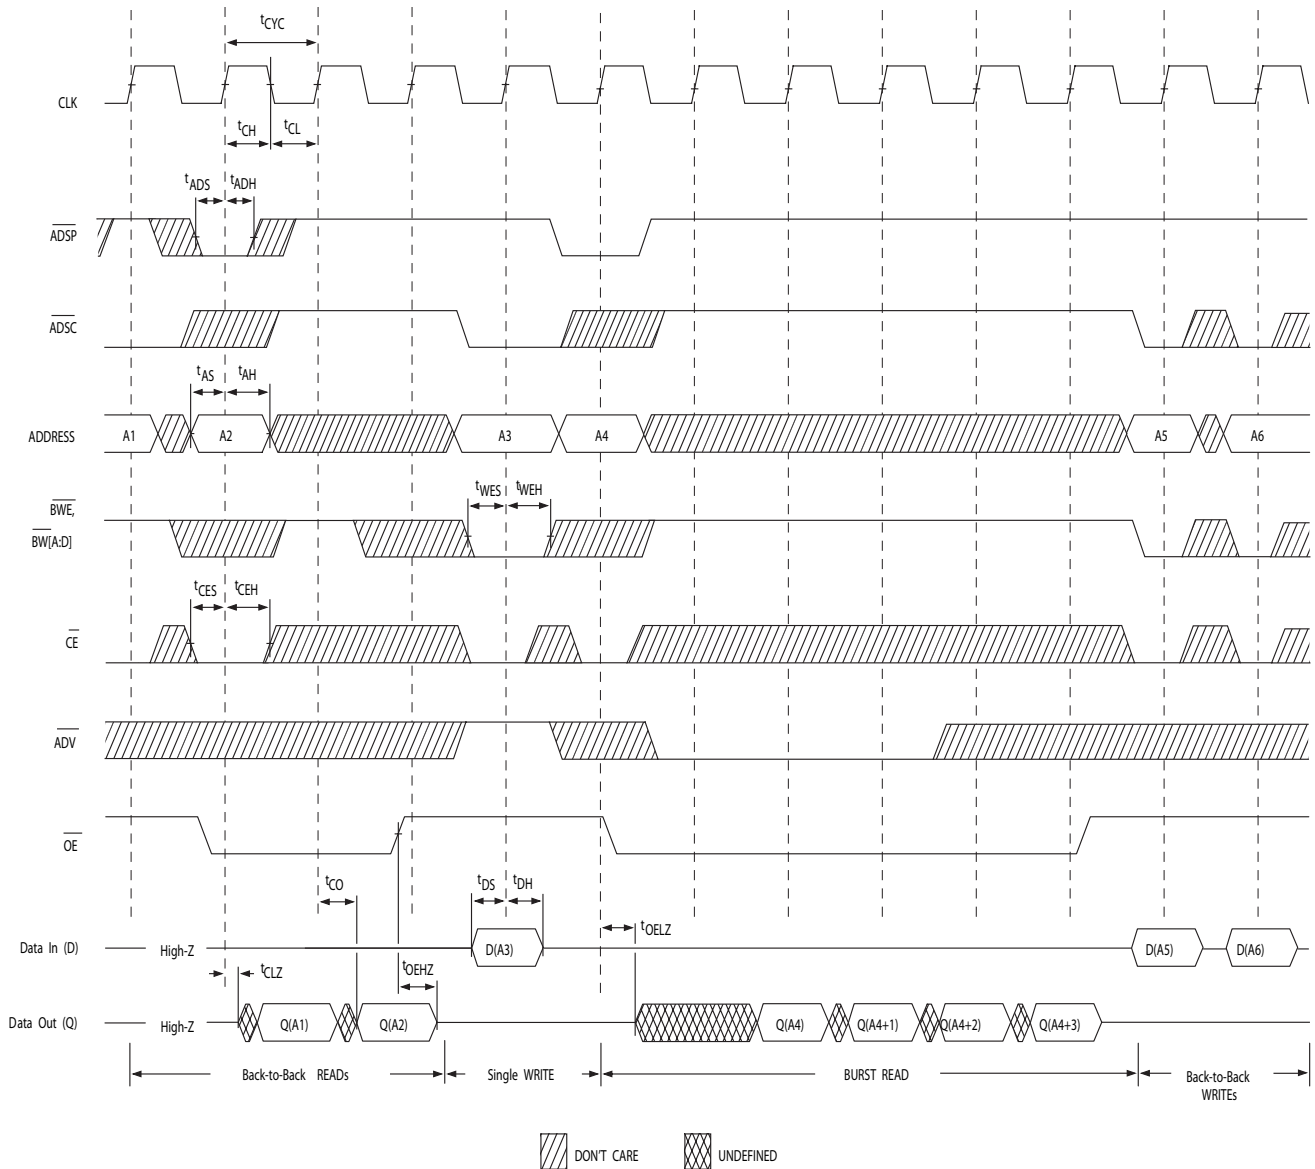 tCYC
CLK
tCH
tCL
tADS
tADH
ADSP
ADSC
tAS
tAH
ADDRESS
A1
A2
A3
A4
A5
A6
tWES
tWEH
BWE,
BW[A:D]
tCES
tCEH
CE
ADV
OE
tCO
tDS
tDH
tOELZ
Data In (D)
High-Z
D(A3)
D(A5)
D(A6)
tCLZ
tOEHZ
Data Out (Q)
High-Z
Q(A1)
Q(A2)
Q(A4)
Q(A4+1)
Q(A4+2)
Q(A4+3)
Back-to-Back READs
Single WRITE
BURST READ
Back-to-Back
WRITEs
DON'T CARE
UNDEFINED